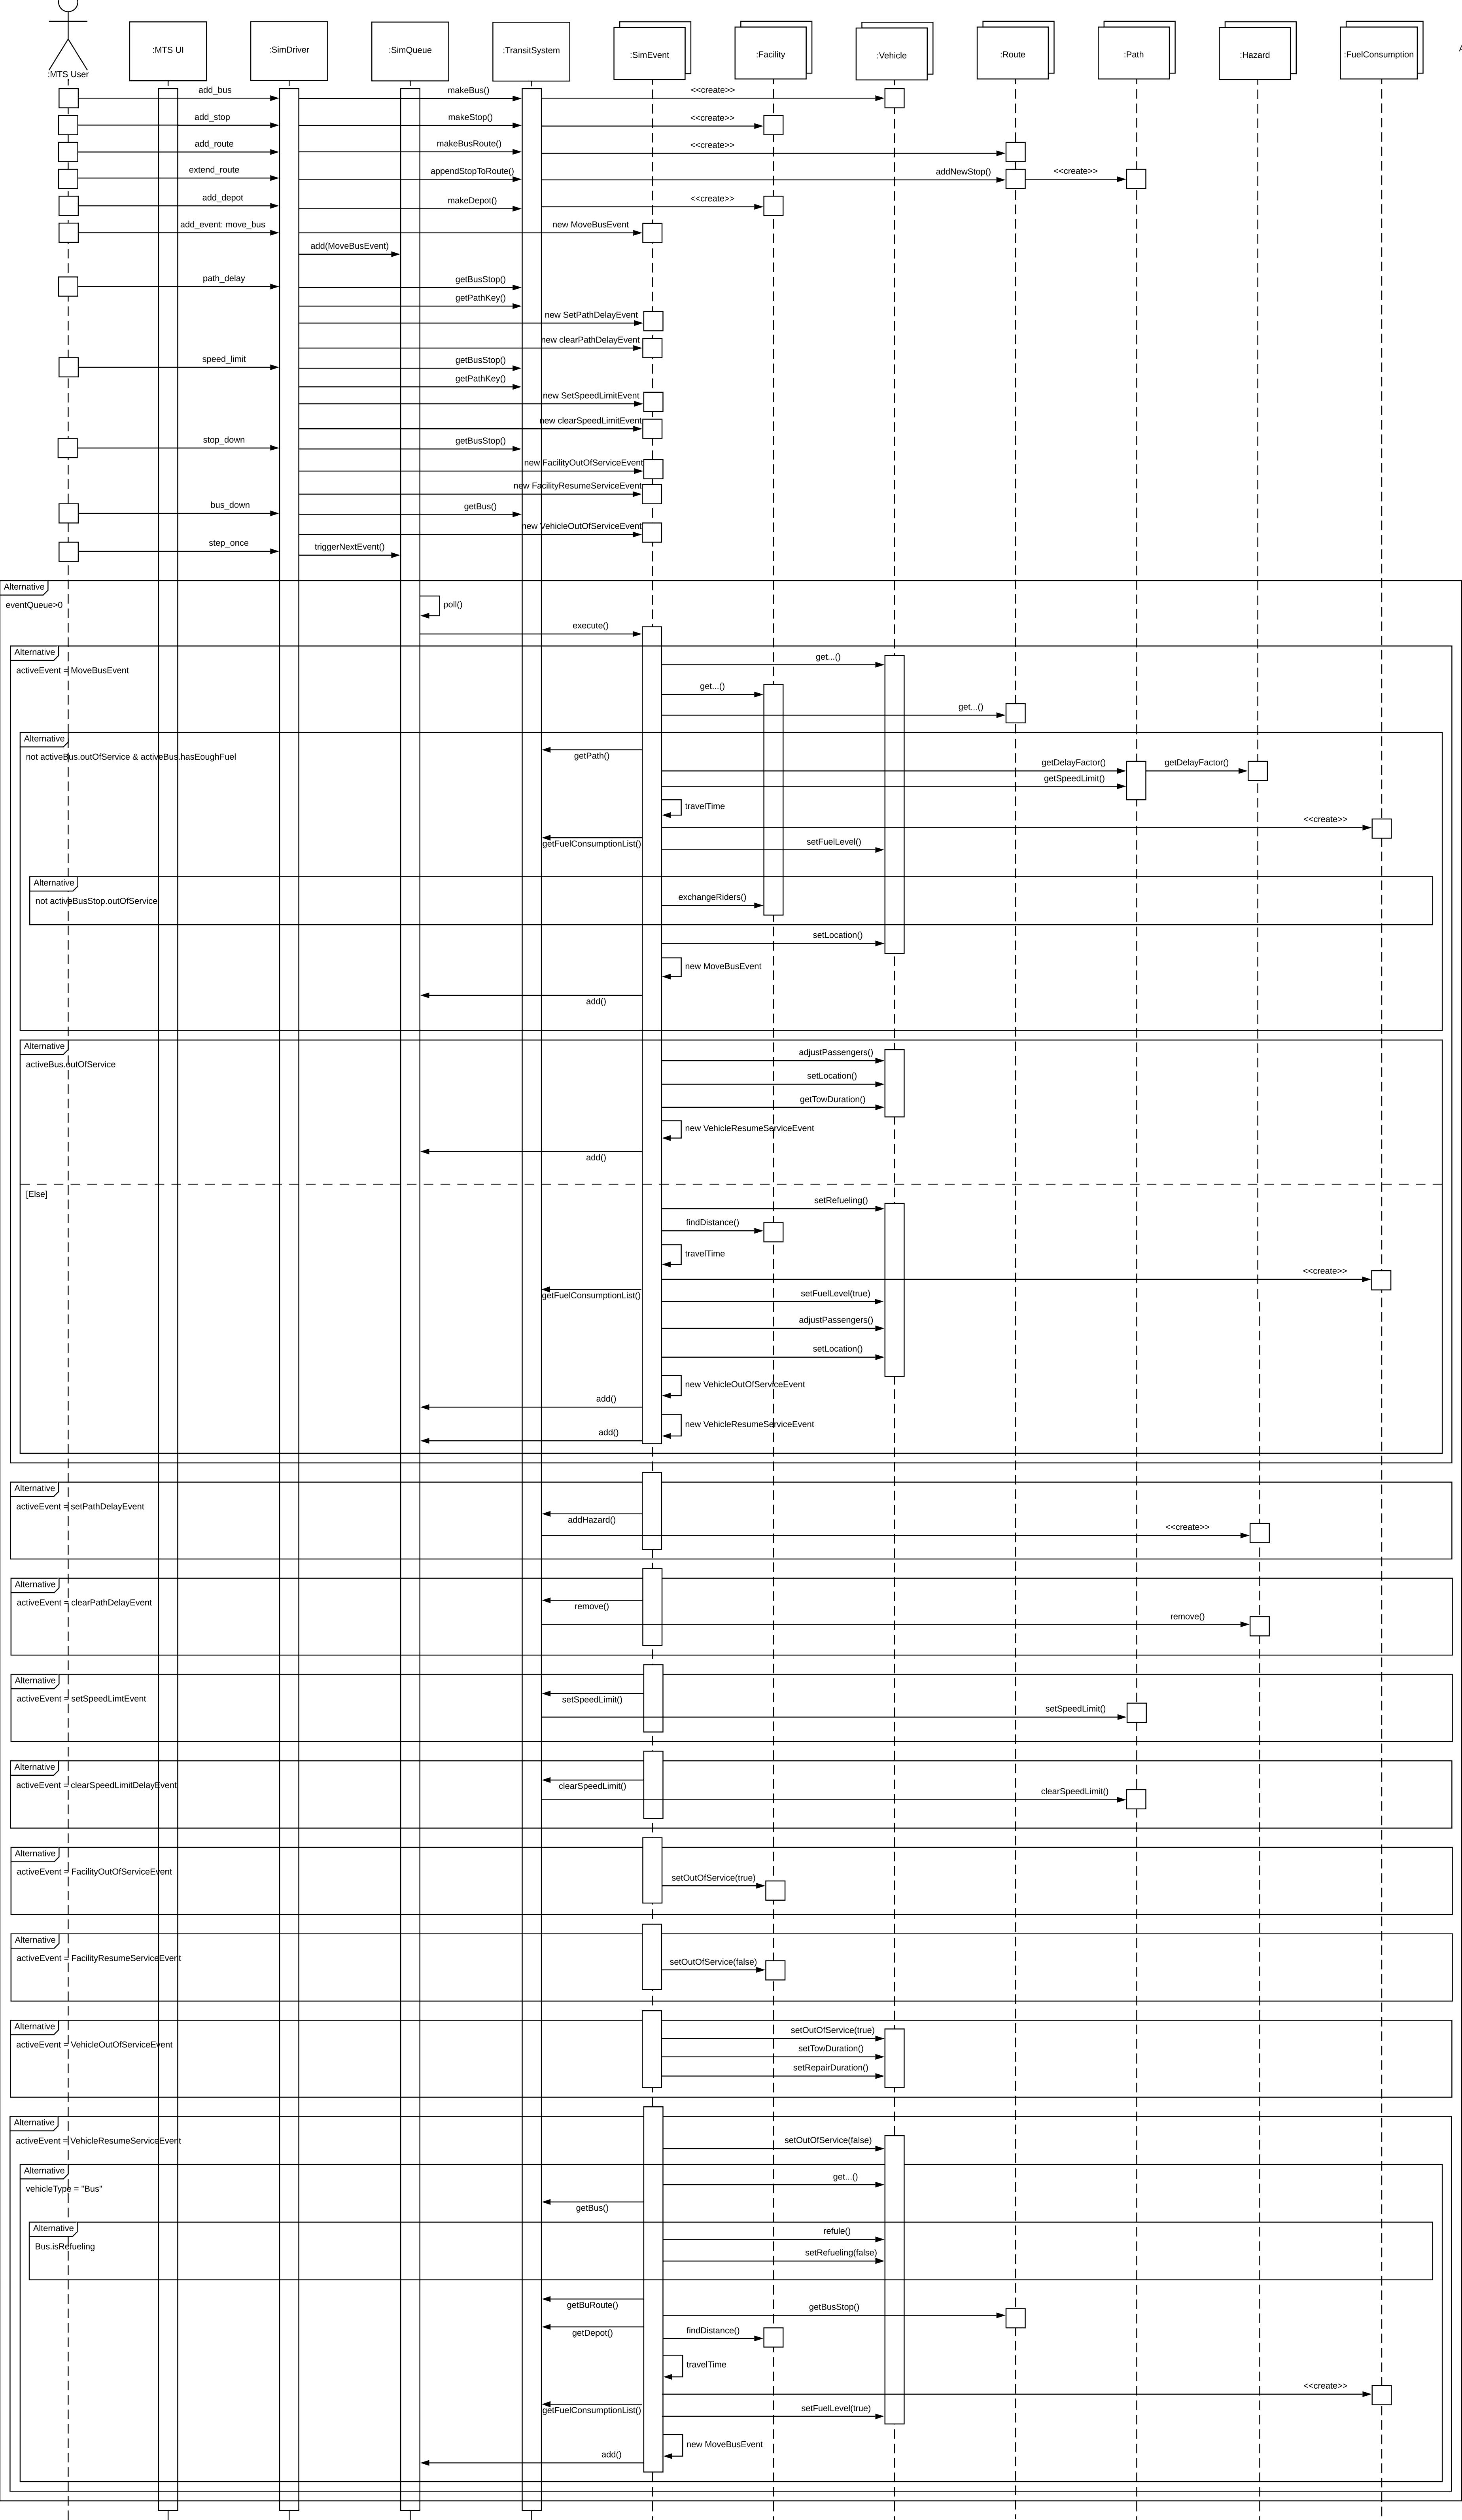 :MTS User
:MTS UI
:SimDriver
:SimQueue
:TransitSystem
:SimEvent
:Facility
:Vehicle
:Route
:Path
:Hazard
:FuelConsumption
add_bus
makeBus()
<<create>>
add_stop
makeStop()
<<create>>
add_route
makeBusRoute()
<<create>>
extend_route
appendStopToRoute()
addNewStop()
<<create>>
add_depot
makeDepot()
<<create>>
add_event: move_bus
new MoveBusEvent
add(MoveBusEvent)
path_delay
getBusStop()
getPathKey()
new SetPathDelayEvent
new clearPathDelayEvent
speed_limit
getBusStop()
getPathKey()
new SetSpeedLimitEvent
new clearSpeedLimitEvent
stop_down
getBusStop()
new FacilityOutOfServiceEvent
new FacilityResumeServiceEvent
bus_down
getBus()
new VehicleOutOfServiceEvent
step_once
triggerNextEvent()
Alternative
eventQueue>0
poll()
execute()
Alternative
activeEvent = MoveBusEvent
get...()
get...()
get...()
Alternative
not activeBus.outOfService & activeBus.hasEoughFuel
getPath()
getDelayFactor()
getDelayFactor()
getSpeedLimit()
travelTime
<<create>>
getFuelConsumptionList()
setFuelLevel()
Alternative
not activeBusStop.outOfService
exchangeRiders()
setLocation()
new MoveBusEvent
add()
Alternative
activeBus.outOfService
adjustPassengers()
setLocation()
getTowDuration()
new VehicleResumeServiceEvent
add()
[Else]
setRefueling()
findDistance()
travelTime
<<create>>
getFuelConsumptionList()
setFuelLevel(true)
adjustPassengers()
setLocation()
new VehicleOutOfServiceEvent
add()
new VehicleResumeServiceEvent
add()
Alternative
activeEvent = setPathDelayEvent
addHazard()
<<create>>
Alternative
activeEvent = clearPathDelayEvent
remove()
remove()
Alternative
activeEvent = setSpeedLimtEvent
setSpeedLimit()
setSpeedLimit()
Alternative
activeEvent = clearSpeedLimitDelayEvent
clearSpeedLimit()
clearSpeedLimit()
Alternative
activeEvent = FacilityOutOfServiceEvent
setOutOfService(true)
Alternative
activeEvent = FacilityResumeServiceEvent
setOutOfService(false)
Alternative
activeEvent = VehicleOutOfServiceEvent
setOutOfService(true)
setTowDuration()
setRepairDuration()
Alternative
activeEvent = VehicleResumeServiceEvent
setOutOfService(false)
Alternative
vehicleType = "Bus"
get...()
getBus()
Alternative
Bus.isRefueling
refule()
setRefueling(false)
getBuRoute()
getBusStop()
getDepot()
findDistance()
travelTime
<<create>>
getFuelConsumptionList()
setFuelLevel(true)
new MoveBusEvent
add()